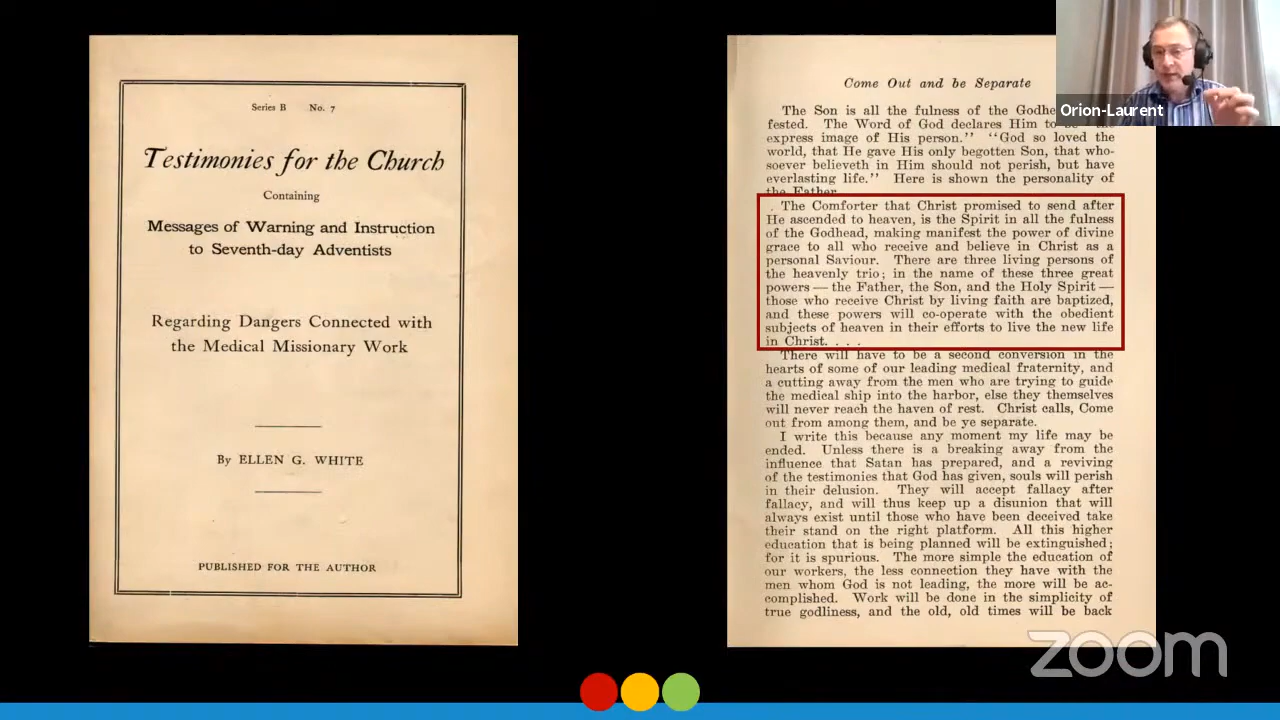 Series B No. 7
Testimonies for the Church
Containing
Messages of Warning and Instruction
to Seventh-day Adventists
Regarding Dangers Connected with
the Medical Missionary Work
By ELLEN G. WHITE
PUBLISHED FOR THE AUTHOR
Come Out and be Separate
The Son is all the fulness of the
fested. The Word of God declares Him to
express image of His person." "God so loved the
world, that He gave His only begotten Son, that who-
soever believeth in Him should not perish, but have
everlasting life." Here is shown the personality of
the Father.
The Comforter that Christ promised to send after
He ascended to heaven, is the Spirit in all the fulness
of the Godhead, making manifest the power of divine
grace to all who receive and believe in Christ as a
personal Saviour. There are three living persons of
the heavenly trio; in the name of these three great
powers — the Father, the Son, and the Holy Spirit —
those who receive Christ by living faith are baptized,
and these powers will co-operate with the obedient
subjects of heaven in their efforts to live the new life
in Christ. . . .
There will have to be a second conversion in the
hearts of some of our leading medical fraternity, and
a cutting away from the men who are trying to guide
the medical ship into the harbor, else they themselves
will never reach the haven of rest. Christ calls, Come
out from among them, and be ye separate.
I write this because any moment my life may be
ended. Unless there is a breaking away from the
influence that Satan has prepared, and a reviving
of the testimonies that God has given, souls will perish
in their delusion. They will accept fallacy after
fallacy, and will thus keep up a disunion that will
always exist until those who have been deceived take
their stand on the right platform. All this higher
education that is being planned will be extinguished;
for it is spurious. The more simple the education of
our workers, the less connection they have with the
men whom God is not leading, the more will be ac-
complished. Work will be done in the simplicity of
true godliness, and the old, old times will be back
Orion-Laurent
zoom